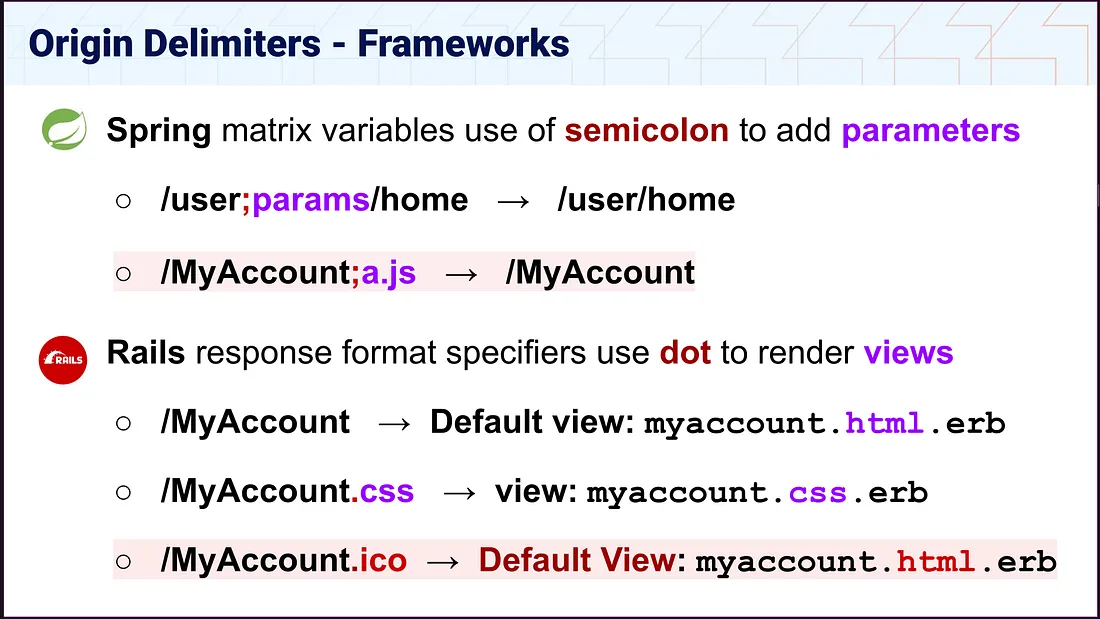 Origin Delimiters - Frameworks
Spring matrix variables use of semicolon to add parameters
○ /user;params/home → /user/home
○ /MyAccount;a.js → /MyAccount
RAILS
Rails response format specifiers use dot to render views
○ /MyAccount → Default view: myaccount.html.erb
○ /MyAccount.css → view: myaccount.css.erb
○ /MyAccount.ico → Default View: myaccount.html.erb